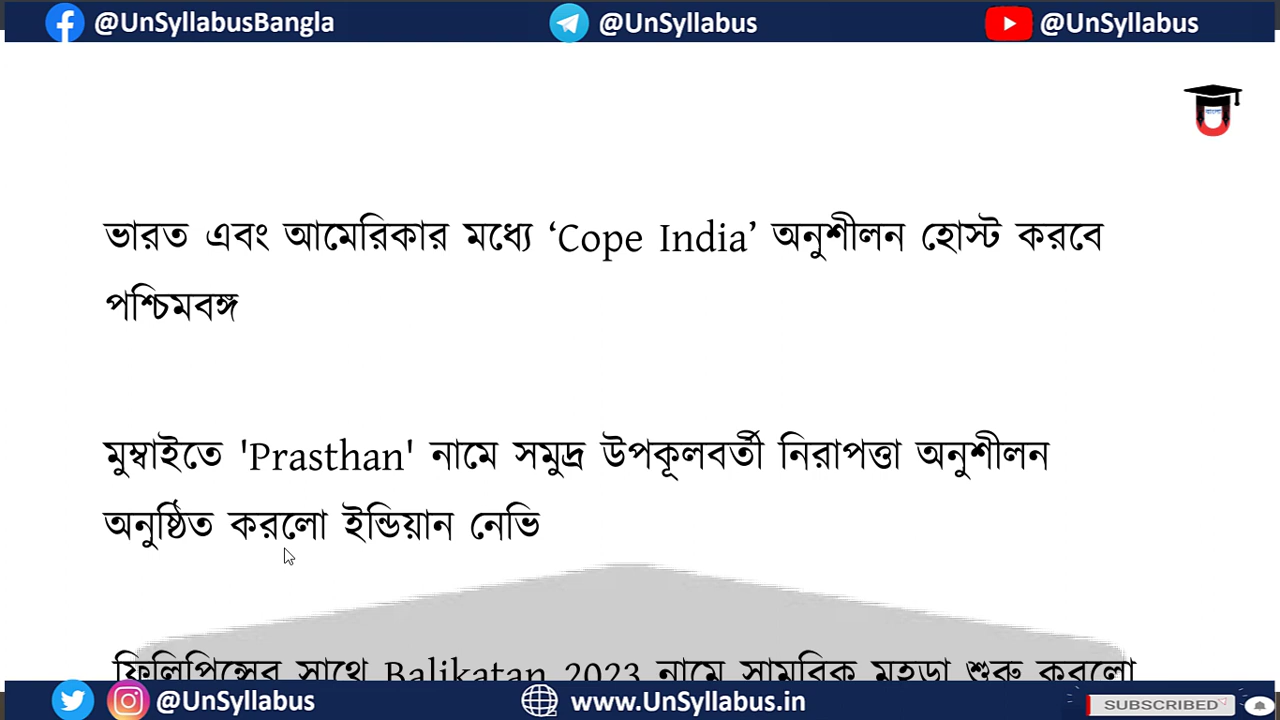 @UnSyllabusBangla @UnSyllabus @UnSyllabus
ভারত এবং আমেরিকার মধ্যে ‘Cope India’ অনুশীলন হোস্ট করবে
পশ্চিমবঙ্গ
মুম্বাইতে 'Prasthan' নামে সমুদ্র উপকূলবর্তী নিরাপত্তা অনুশীলন
অনুষ্ঠিত করলো ইন্ডিয়ান নেভি
ফিলিপিন্সের সাথে Balikatan 2023 নামে সামরিক মহড়া শুরু করলো
@UnSyllabus www.UnSyllabus.in SUBSCRIBED